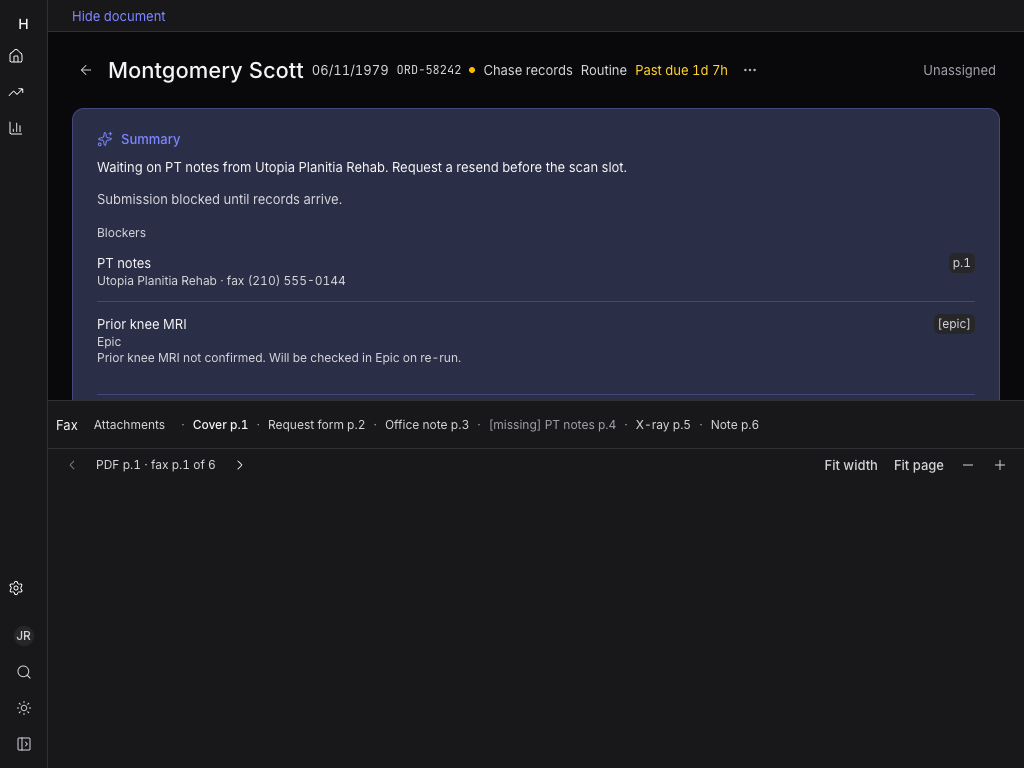 Hide document
H
Montgomery Scott 06/11/1979 ORD-58242 Chase records Routine Past due 1d 7h ··· Unassigned
Summary
Waiting on PT notes from Utopia Planitia Rehab. Request a resend before the scan slot.
Submission blocked until records arrive.
Blockers
PT notes p.1
Utopia Planitia Rehab · fax (210) 555-0144
Prior knee MRI [epic]
Epic
Prior knee MRI not confirmed. Will be checked in Epic on re-run.
Fax Attachments · Cover p.1 · Request form p.2 · Office note p.3 · [missing] PT notes p.4 · X-ray p.5 · Note p.6
PDF p.1 · fax p.1 of 6 Fit width Fit page
JR